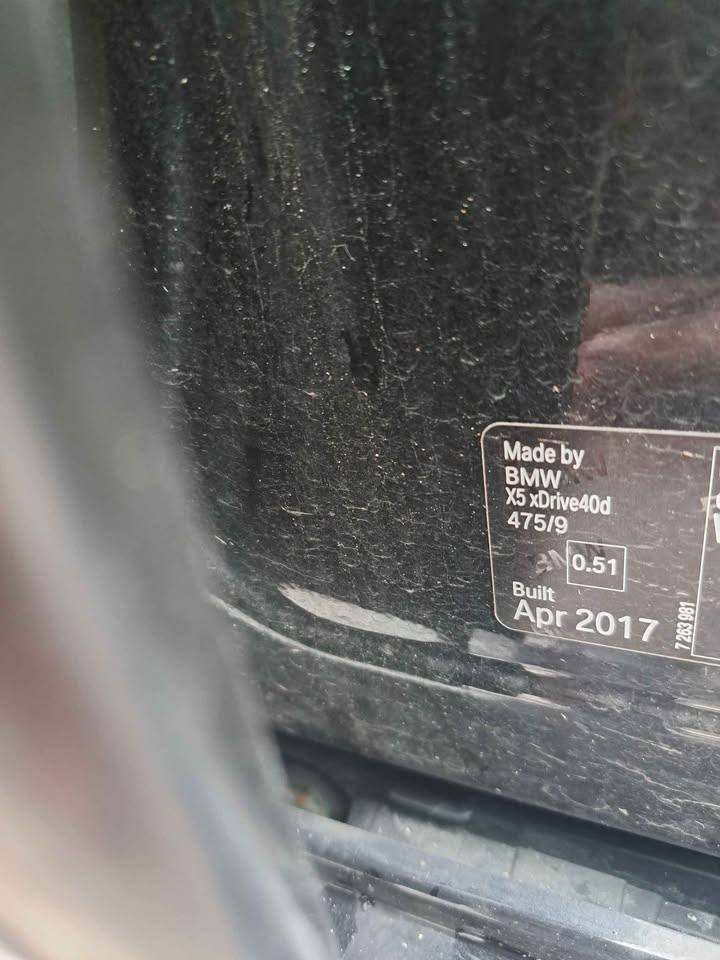 Made by
BMW
X5 xDrive40d
475/9
0.51
Built
Apr 2017
7 263 981